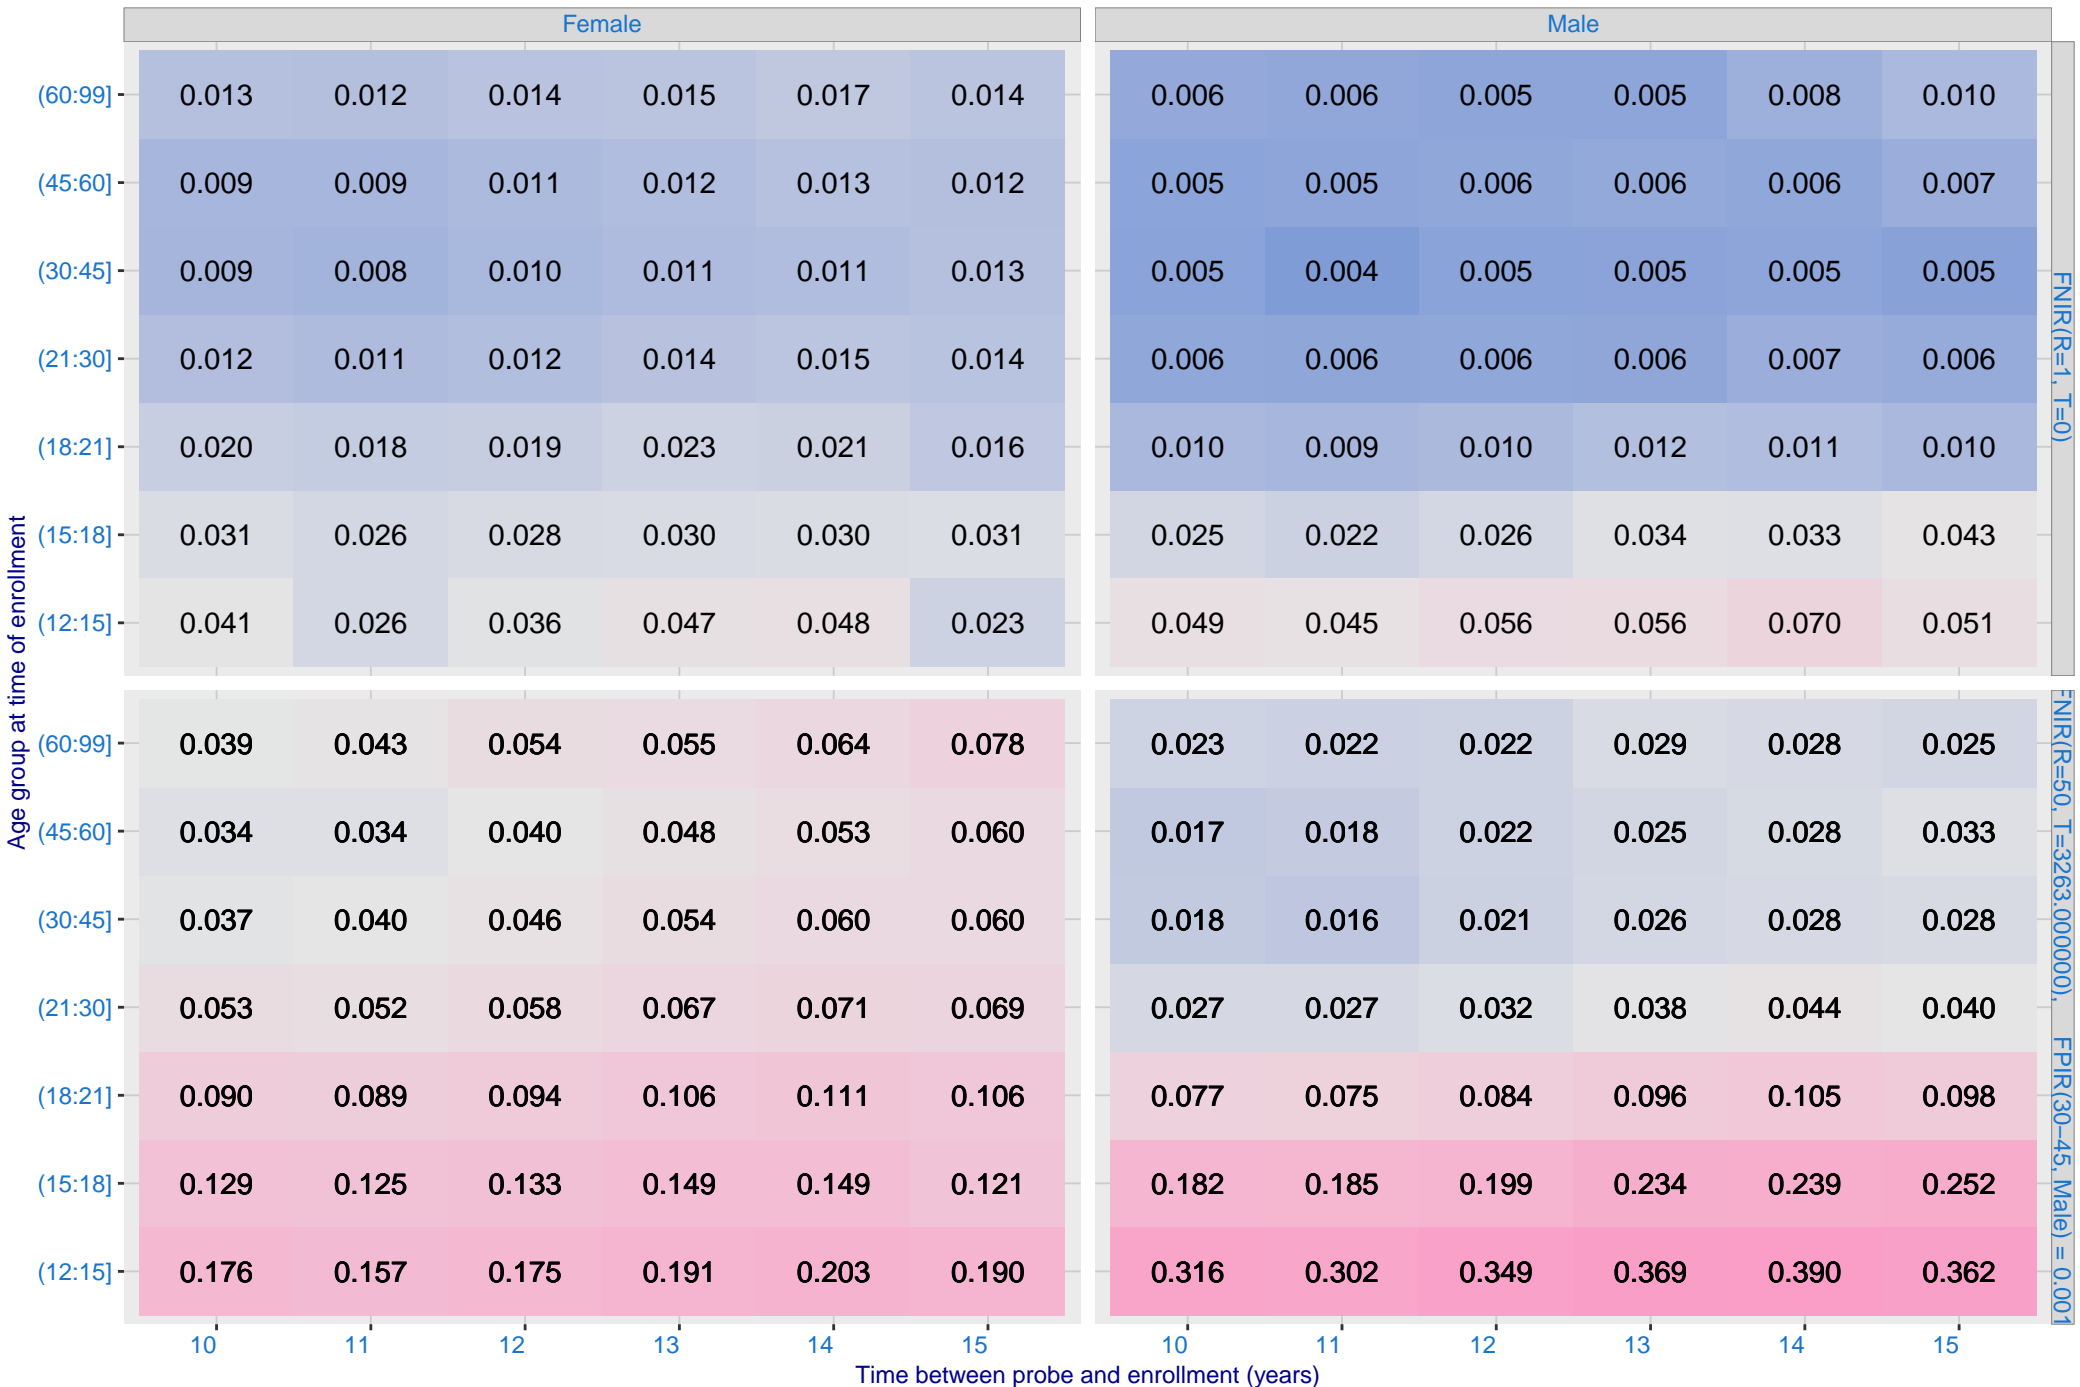 Female Male
(60:99] 0.013 0.012 0.014 0.015 0.017 0.014 0.006 0.006 0.005 0.005 0.008 0.010
(45:60] 0.009 0.009 0.011 0.012 0.013 0.012 0.005 0.005 0.006 0.006 0.006 0.007
(30:45] 0.009 0.008 0.010 0.011 0.011 0.013 0.005 0.004 0.005 0.005 0.005 0.005
(21:30] 0.012 0.011 0.012 0.014 0.015 0.014 0.006 0.006 0.006 0.006 0.007 0.006
(18:21] 0.020 0.018 0.019 0.023 0.021 0.016 0.010 0.009 0.010 0.012 0.011 0.010
(15:18] 0.031 0.026 0.028 0.030 0.030 0.031 0.025 0.022 0.026 0.034 0.033 0.043
(12:15] 0.041 0.026 0.036 0.047 0.048 0.023 0.049 0.045 0.056 0.056 0.070 0.051
FNIR(R=1, T=0)
Age group at time of enrollment
(60:99] 0.039 0.043 0.054 0.055 0.064 0.078 0.023 0.022 0.022 0.029 0.028 0.025
(45:60] 0.034 0.034 0.040 0.048 0.053 0.060 0.017 0.018 0.022 0.025 0.028 0.033
(30:45] 0.037 0.040 0.046 0.054 0.060 0.060 0.018 0.016 0.021 0.026 0.028 0.028
(21:30] 0.053 0.052 0.058 0.067 0.071 0.069 0.027 0.027 0.032 0.038 0.044 0.040
(18:21] 0.090 0.089 0.094 0.106 0.111 0.106 0.077 0.075 0.084 0.096 0.105 0.098
(15:18] 0.129 0.125 0.133 0.149 0.149 0.121 0.182 0.185 0.199 0.234 0.239 0.252
(12:15] 0.176 0.157 0.175 0.191 0.203 0.190 0.316 0.302 0.349 0.369 0.390 0.362
FNIR(R=50, T=3263.000000), FPIR(30−45, Male) = 0.001
10 11 12 13 14 15 10 11 12 13 14 15
Time between probe and enrollment (years)